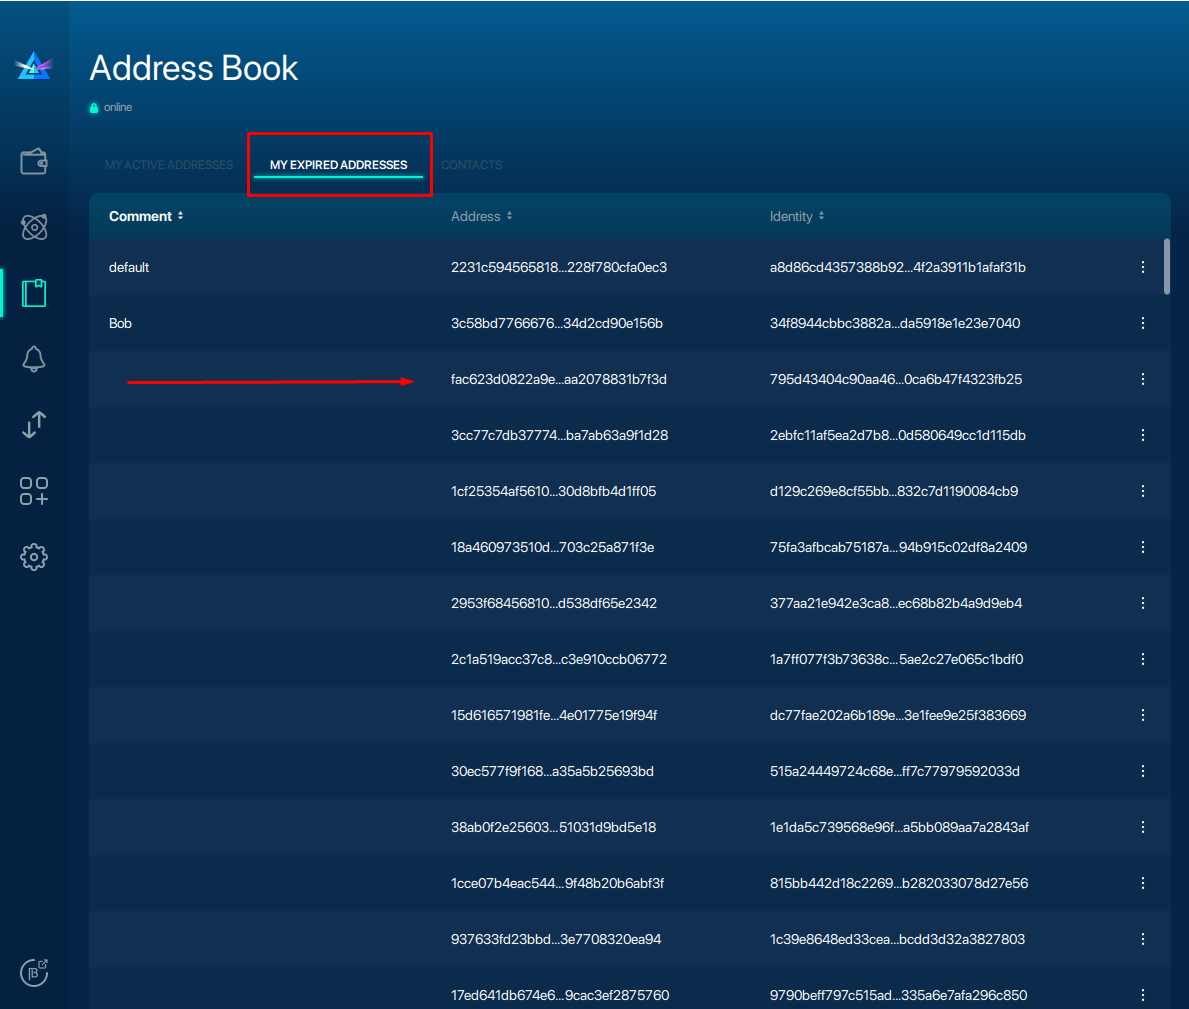 Address Book
online
MY ACTIVE ADDRESSES MY EXPIRED ADDRESSES CONTACTS
Comment Address Identity
default 2231c594565818...228f780cfa0ec3 a8d86cd4357388b92...4f2a3911b1afaf31b
Bob 3c58bd7766676...34d2cd90e156b 34f8944cbbc3882a...da5918e1e23e7040
fac623d0822a9e...aa2078831b7f3d 795d43404c90aa46...0ca6b47f4323fb25
3cc77c7db37774...ba7ab63a9f1d28 2ebfc11af5ea2d7b8...0d580649cc1d115db
1cf25354af5610...30d8bfb4d1ff05 d129c269e8cf55bb...832c7d1190084cb9
18a460973510d...703c25a871f3e 75fa3afbcab75187a...94b915c02df8a2409
2953f68456810...d538df65e2342 377aa21e942e3ca8...ec68b82b4a9d9eb4
2c1a519acc37c8...c3e910ccb06772 1a7ff077f3b73638c...5ae2c27e065c1bdf0
15d616571981fe...4e01775e19f94f dc77fae202a6b189e...3e1fee9e25f383669
30ec577f9f168...a35a5b25693bd 515a24449724c68e...ff7c77979592033d
38ab0f2e25603...51031d9bd5e18 1e1da5c739568e96f...a5bb089aa7a2843af
1cce07b4eac544...9f48b20b6abf3f 815bb442d18c2269...b282033078d27e56
937633fd23bbd...3e7708320ea94 1c39e8648ed33cea...bcdd3d32a3827803
17ed641db674e6...9cac3ef2875760 9790beff797c515ad...335a6e7afa296c850